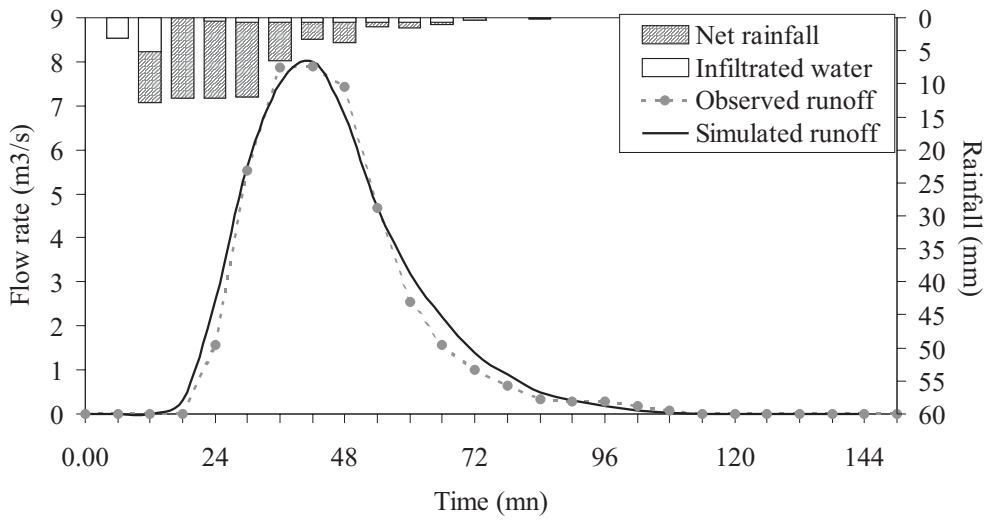 9
8
7
6
5
4
3
2
1
0
Flow rate (m3/s)
Net rainfall
Infiltrated water
Observed runoff
Simulated runoff
0
5
10
15
20
25
30
35
40
45
50
55
60
Rainfall (mm)
0.00 24 48 72 96 120 144
Time (mn)